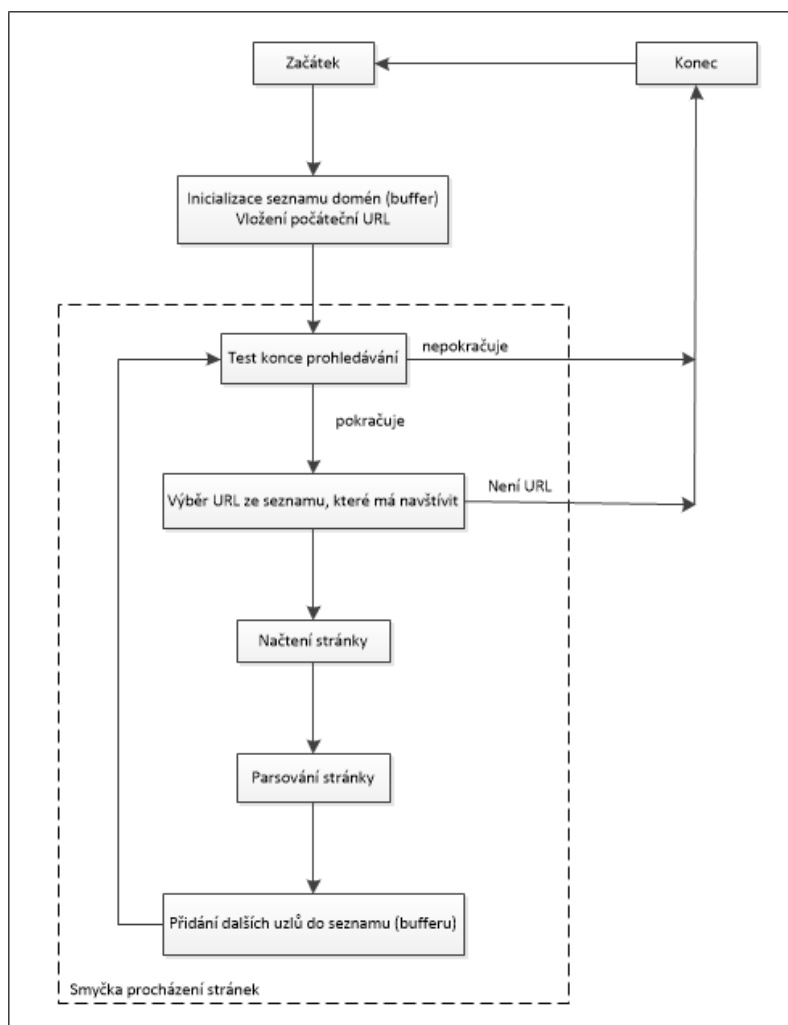 Začátek
Konec
Inicializace seznamu domén (buffer)
Vložení počáteční URL
Test konce prohledávání
nepokračuje
pokračuje
Výběr URL ze seznamu, které má navštívit
Není URL
Načtení stránky
Parsování stránky
Přidání dalších uzlů do seznamu (bufferu)
Smyčka procházení stránek